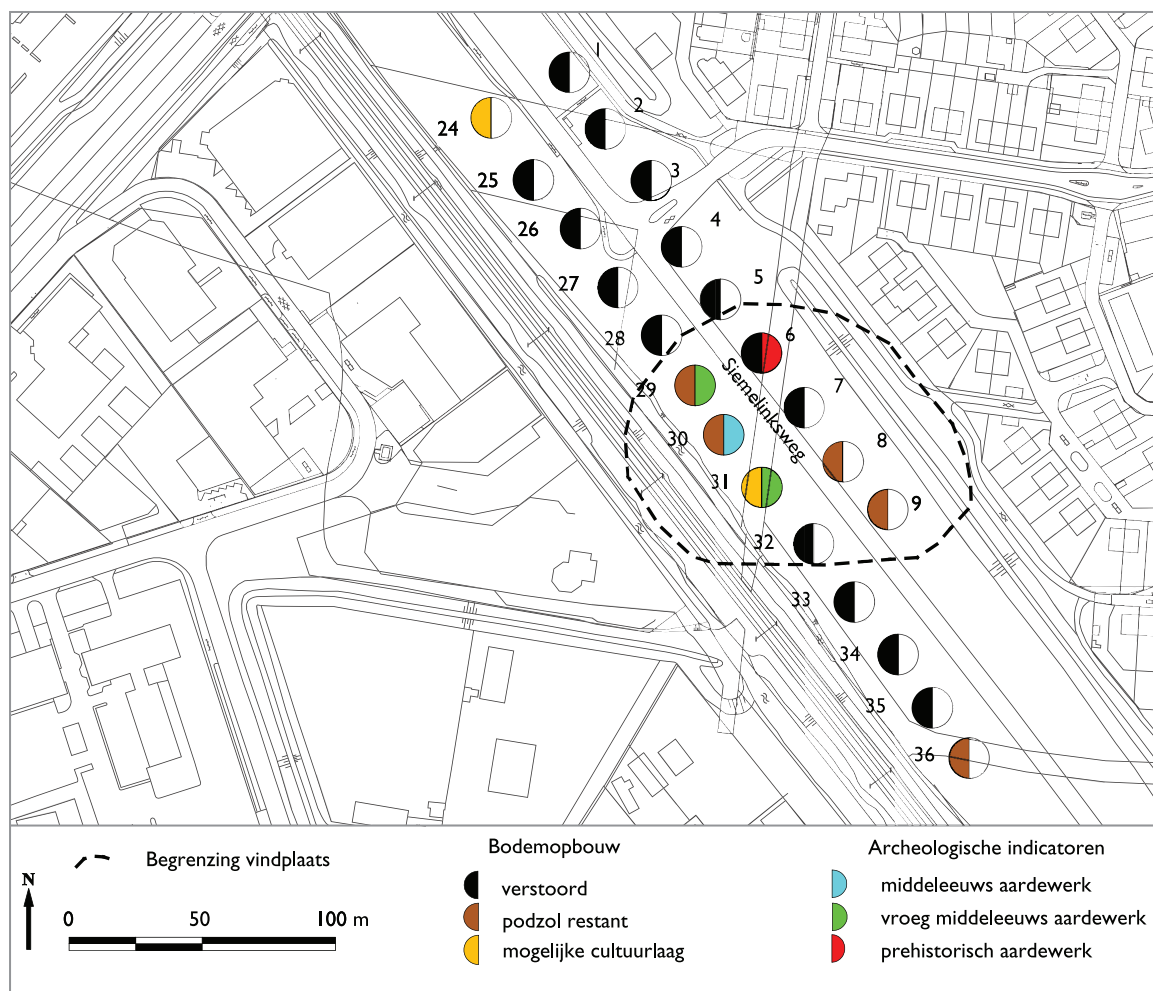 1
2
24
3
25
4
26
5
27
6
28
7
29
Siemelinksweg
8
30
31
9
32
33
34
35
36
Begrenzing vindplaats
N
0 50 100 m
Bodemopbouw
verstoord
podzol restant
mogelijke cultuurlaag
Archeologische indicatoren
middeleeuws aardewerk
vroeg middeleeuws aardewerk
prehistorisch aardewerk